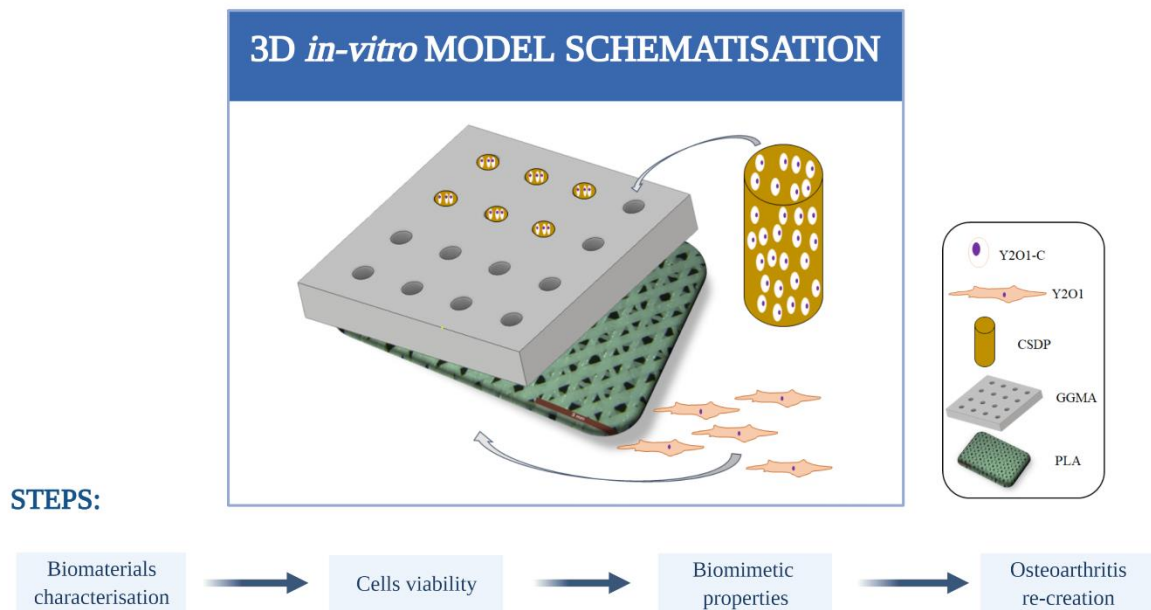 3D in-vitro MODEL SCHEMATISATION
Y2O1-C
Y2O1
CSDP
GGMA
PLA
STEPS:
Biomaterials
characterisation
Cells viability
Biomimetic
properties
Osteoarthritis
re-creation